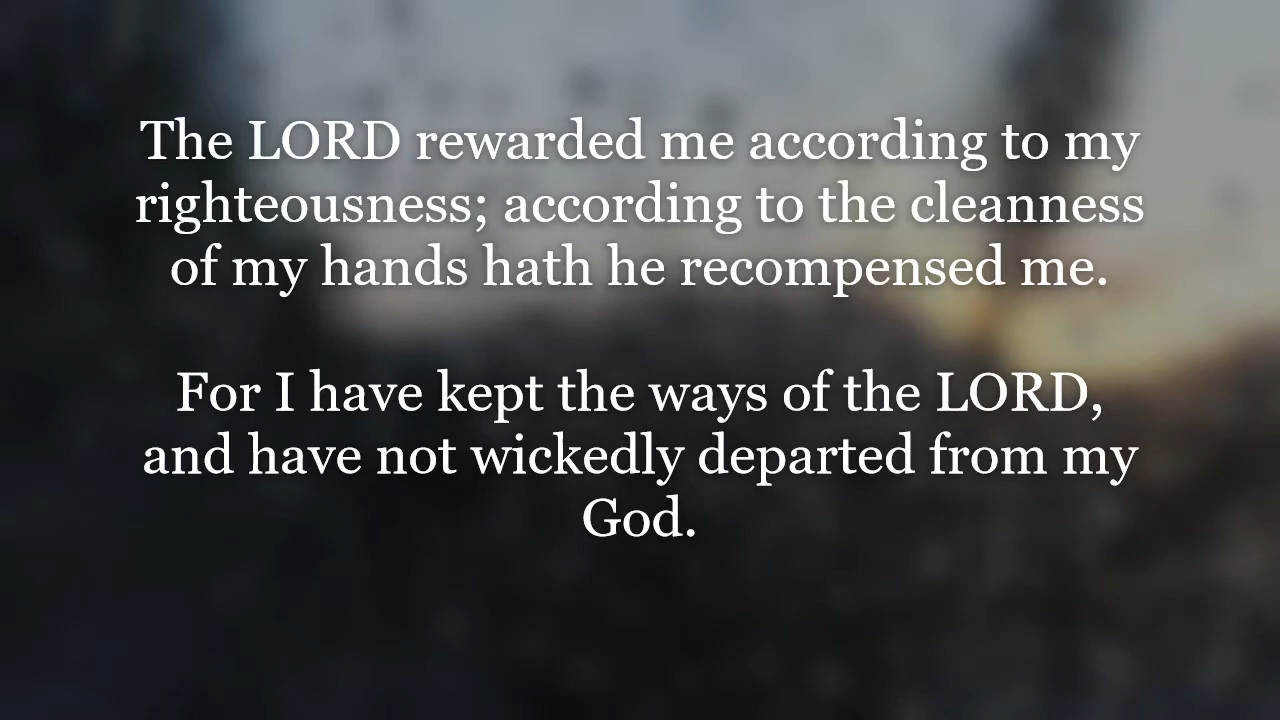 The LORD rewarded me according to my
righteousness; according to the cleanness
of my hands hath he recompensed me.
For I have kept the ways of the LORD,
and have not wickedly departed from my
God.